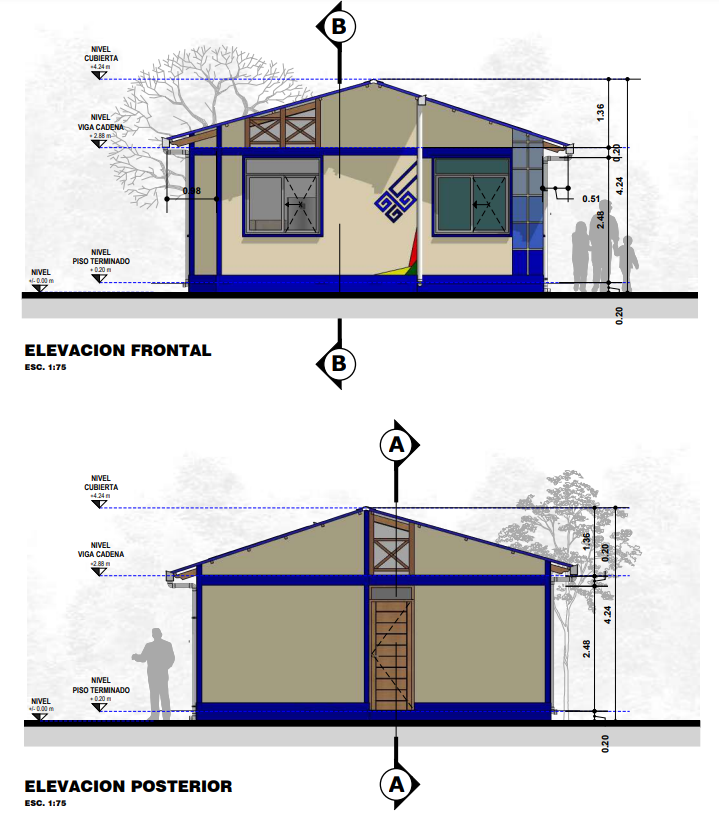 B
NIVEL
CUBIERTA
+4.24 m
1.36
NIVEL
VIGA CADENA
+ 2.88 m
0.20
4.24
0.98
0.51
2.48
NIVEL
PISO TERMINADO
+ 0.20 m
NIVEL
+/- 0.00 m
0.20
ELEVACION FRONTAL
ESC. 1:75
B
A
NIVEL
CUBIERTA
+4.24 m
1.36
0.20
NIVEL
VIGA CADENA
+2.88 m
4.24
2.48
NIVEL
PISO TERMINADO
+ 0.20 m
NIVEL
+/- 0.00 m
0.20
ELEVACION POSTERIOR
ESC. 1:75
A